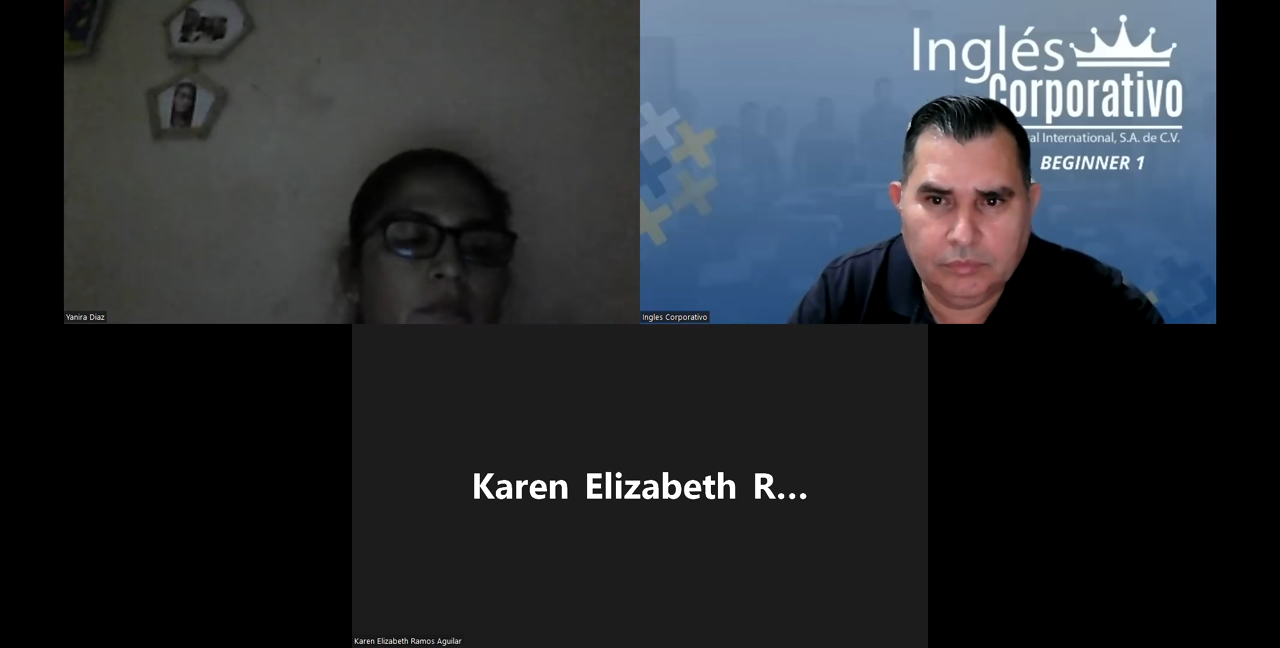 Inglés
Corporativo
al International, S.A. de C.V.
BEGINNER 1
Yanira Diaz
Ingles Corporativo
Karen Elizabeth R...
Karen Elizabeth Ramos Aguilar